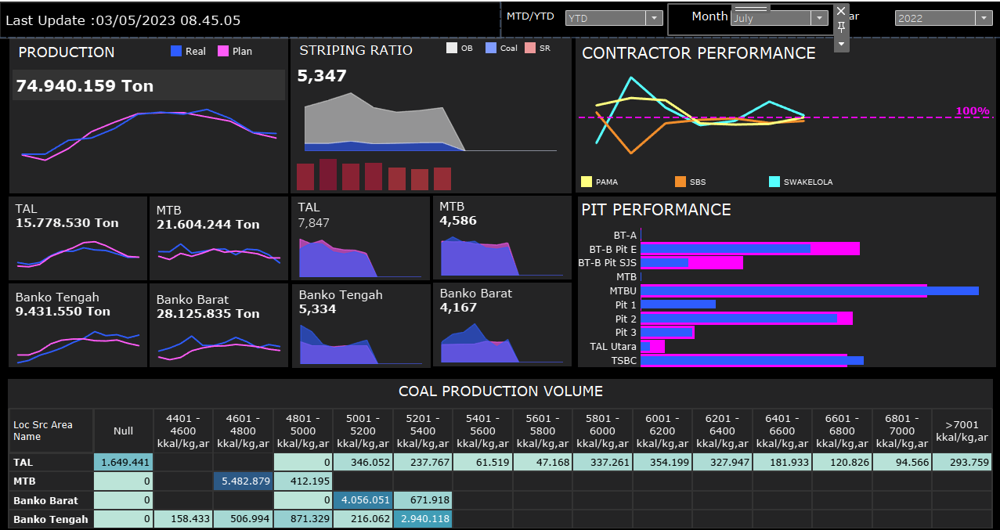 Last Update :03/05/2023 08.45.05
MTD/YTD
YTD
Month
July
ar
2022
PRODUCTION
Real
Plan
74.940.159 Ton
STRIPING RATIO
OB
Coal
SR
5,347
CONTRACTOR PERFORMANCE
100%
PAMA
SBS
SWAKELOLA
TAL
15.778.530 Ton
MTB
21.604.244 Ton
TAL
7,847
MTB
4,586
Banko Tengah
9.431.550 Ton
Banko Barat
28.125.835 Ton
Banko Tengah
5,334
Banko Barat
4,167
PIT PERFORMANCE
BT-A
BT-B Pit E
BT-B Pit SJS
MTB
MTBU
Pit 1
Pit 2
Pit 3
TAL Utara
TSBC
COAL PRODUCTION VOLUME
Loc Src Area
Name
Null
4401 -
4600
kkal/kg,ar
4601 -
4800
kkal/kg,ar
4801 -
5000
kkal/kg,ar
5001 -
5200
kkal/kg,ar
5201 -
5400
kkal/kg,ar
5401 -
5600
kkal/kg,ar
5601 -
5800
kkal/kg,ar
5801 -
6000
kkal/kg,ar
6001 -
6200
kkal/kg,ar
6201 -
6400
kkal/kg,ar
6401 -
6600
kkal/kg,ar
6601 -
6800
kkal/kg,ar
6801 -
7000
kkal/kg,ar
>7001
kkal/kg,ar
TAL 1.649.441 0 346.052 237.767 61.519 47.168 337.261 354.199 327.947 181.933 120.826 94.566 293.759
MTB 0 5.482.879 412.195
Banko Barat 0 0 4.056.051 671.918
Banko Tengah 0 158.433 506.994 871.329 216.062 2.940.118